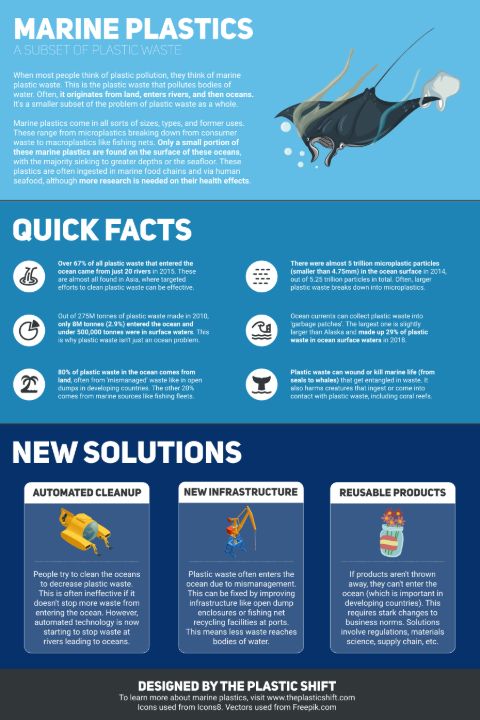 MARINE PLASTICS
A SUBSET OF PLASTIC WASTE
When most people think of plastic pollution, they think of marine
plastic waste. This is the plastic waste that pollutes bodies of
water. Often, it originates from land, enters rivers, and then oceans.
It's a smaller subset of the problem of plastic waste as a whole.
Marine plastics come in all sorts of sizes, types, and former uses.
These range from microplastics breaking down from consumer
waste to macroplastics like fishing nets. Only a small portion of
these marine plastics are found on the surface of these oceans,
with the majority sinking to greater depths or the seafloor. These
plastics are often ingested in marine food chains and via human
seafood, although more research is needed on their health effects.
QUICK FACTS
Over 67% of all plastic waste that entered the
ocean came from just 20 rivers in 2015. These
are almost all found in Asia, where targeted
efforts to clean plastic waste can be effective.
There were almost 5 trillion microplastic particles
(smaller than 4.75mm) in the ocean surface in 2014,
out of 5.25 trillion particles in total. Often, larger
plastic waste breaks down into microplastics.
Out of 275M tonnes of plastic waste made in 2010,
only 8M tonnes (2.9%) entered the ocean and
under 500,000 tonnes were in surface waters. This
is why plastic waste isn't just an ocean problem.
Ocean currents can collect plastic waste into
'garbage patches'. The largest one is slightly
larger than Alaska and made up 29% of plastic
waste in ocean surface waters in 2018.
80% of plastic waste in the ocean comes from
land, often from 'mismanaged' waste like in open
dumps in developing countries. The other 20%
comes from marine sources like fishing fleets.
Plastic waste can wound or kill marine life (from
seals to whales) that get entangled in waste. It
also harms creatures that ingest or come into
contact with plastic waste, including coral reefs.
NEW SOLUTIONS
AUTOMATED CLEANUP
People try to clean the oceans
to decrease plastic waste.
This is often ineffective if it
doesn't stop more waste from
entering the ocean. However,
automated technology is now
starting to stop waste at
rivers leading to oceans.
NEW INFRASTRUCTURE
Plastic waste often enters the
ocean due to mismanagement.
This can be fixed by improving
infrastructure like open dump
enclosures or fishing net
recycling facilities at ports.
This means less waste reaches
bodies of water.
REUSABLE PRODUCTS
If products aren't thrown
away, they can't enter the
ocean (which is important in
developing countries). This
requires stark changes to
business norms. Solutions
involve regulations, materials
science, supply chain, etc.
DESIGNED BY THE PLASTIC SHIFT
To learn more about marine plastics, visit www.theplasticshift.com
Icons used from Icons8. Vectors used from Freepik.com